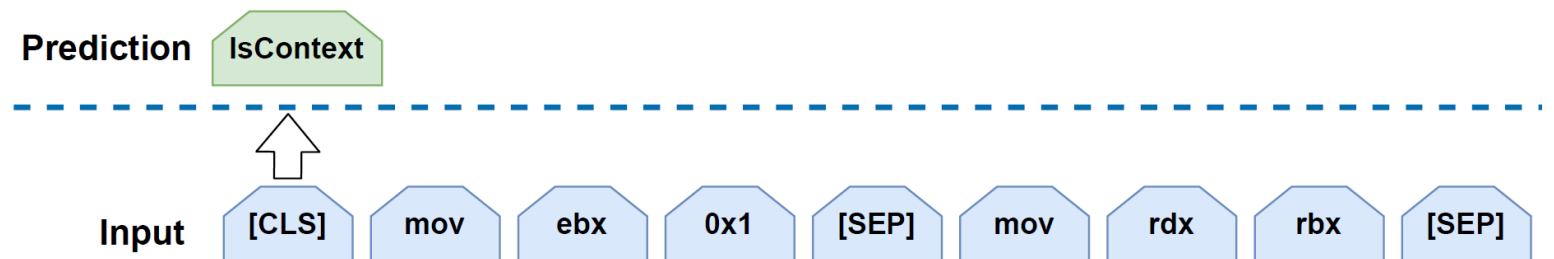 Prediction IsContext
Input [CLS] mov ebx 0x1 [SEP] mov rdx rbx [SEP]